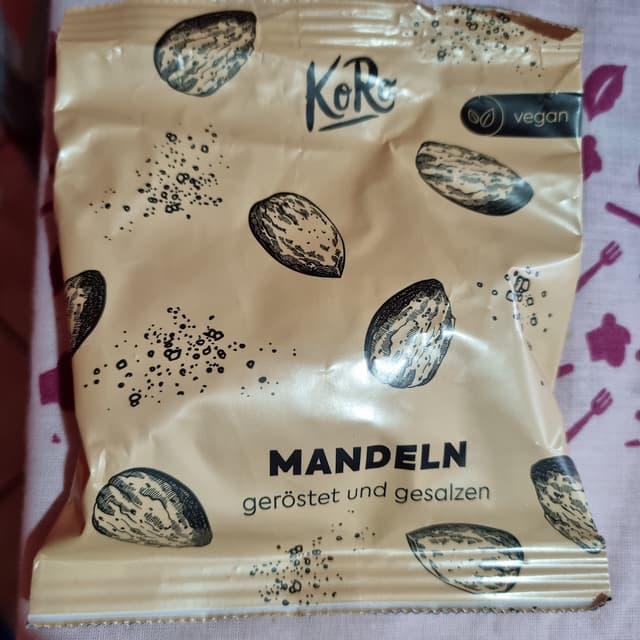 KoRo
vegan
MANDELN
geröstet und gesalzen